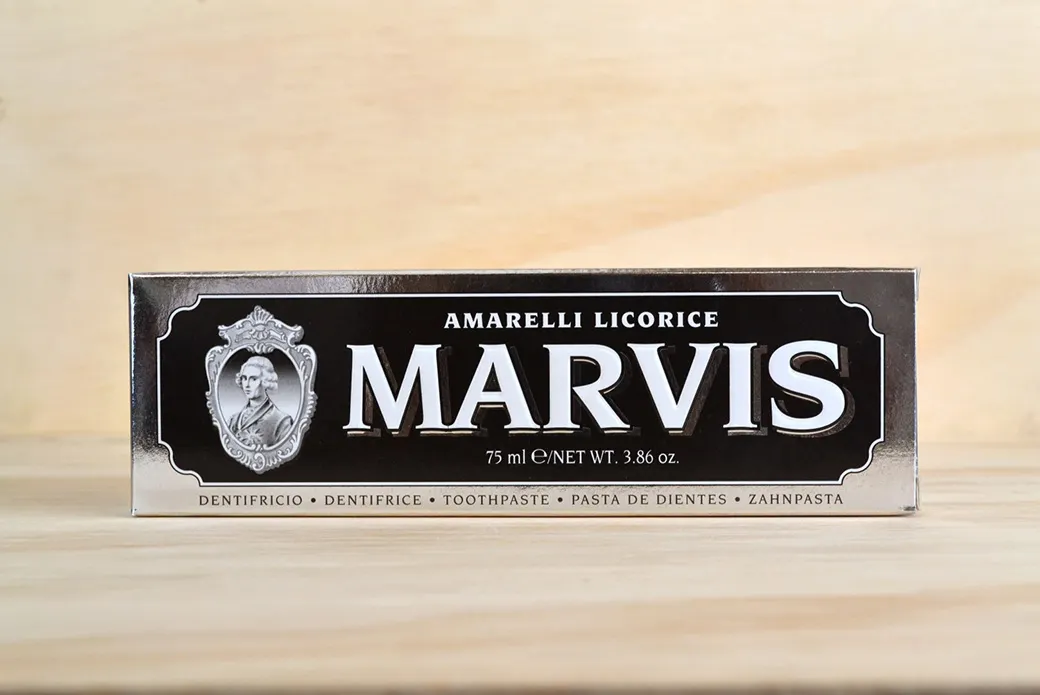 AMARELLI LICORICE
MARVIS
75 ml ℮/NET WT. 3.86 oz.
DENTIFRICIO • DENTIFRICE • TOOTHPASTE • PASTA DE DIENTES • ZAHNPASTA